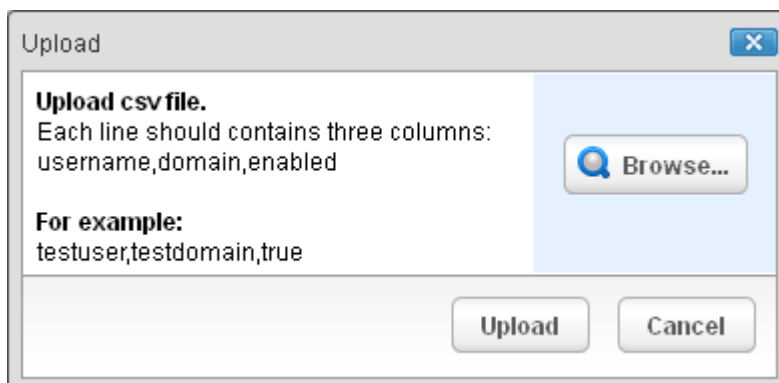 Upload
Upload csv file.
Each line should contains three columns:
username,domain,enabled
For example:
testuser,testdomain,true
Browse...
Upload
Cancel